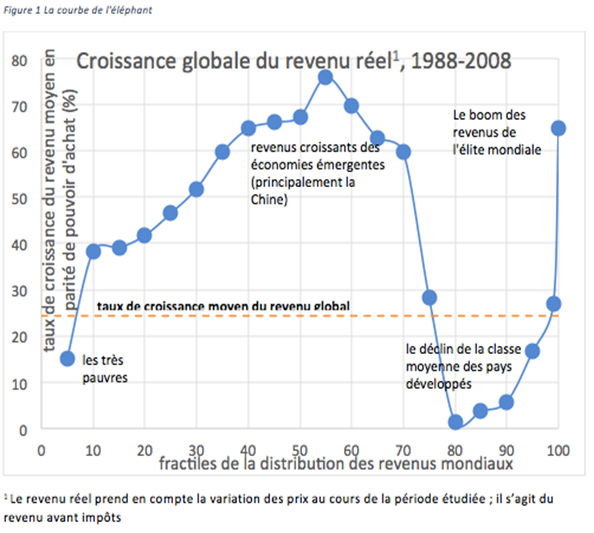 Figure 1 La courbe de l'éléphant
Croissance globale du revenu réel¹, 1988-2008
taux de croissance du revenu moyen en
parité de pouvoir d'achat (%)
80
70
60
50
40
30
20
10
0
Le boom des
revenus de
l'élite mondiale
revenus croissants des
économies émergentes
(principalement la
Chine)
taux de croissance moyen du revenu global
les très
pauvres
le déclin de la classe
moyenne des pays
développés
0 10 20 30 40 50 60 70 80 90 100
fractiles de la distribution des revenus mondiaux
¹ Le revenu réel prend en compte la variation des prix au cours de la période étudiée ; il s’agit du
revenu avant impôts